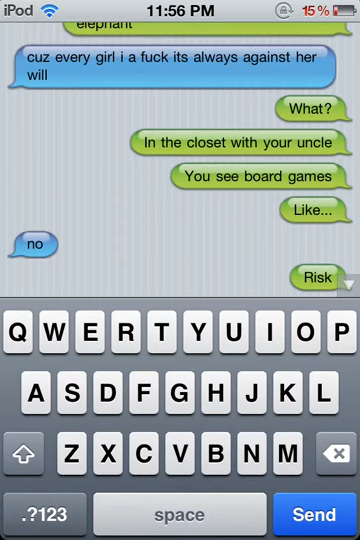 iPod 11:56 PM 15%
elephant
cuz every girl i a fuck its always against her
will
What?
In the closet with your uncle
You see board games
Like...
no
Risk
Q W E R T Y U I O P
A S D F G H J K L
Z X C V B N M
.?123 space Send